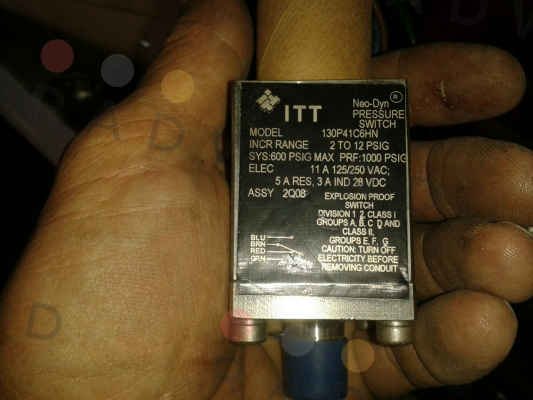 ITT
Neo-Dyn ®
PRESSURE
SWITCH
MODEL 130P41C6HN
INCR RANGE 2 TO 12 PSIG
SYS:600 PSIG MAX PRF:1000 PSIG
ELEC 11 A 125/250 VAC;
5 A RES, 3 A IND 28 VDC
ASSY 2Q08
EXPLOSION PROOF
SWITCH
DIVISION 1 2, CLASS I
GROUPS A, B, C, D AND
CLASS II,
GROUPS E, F, G
CAUTION: TURN OFF
ELECTRICITY BEFORE
REMOVING CONDUIT
BLU
BRN
RED
GRN